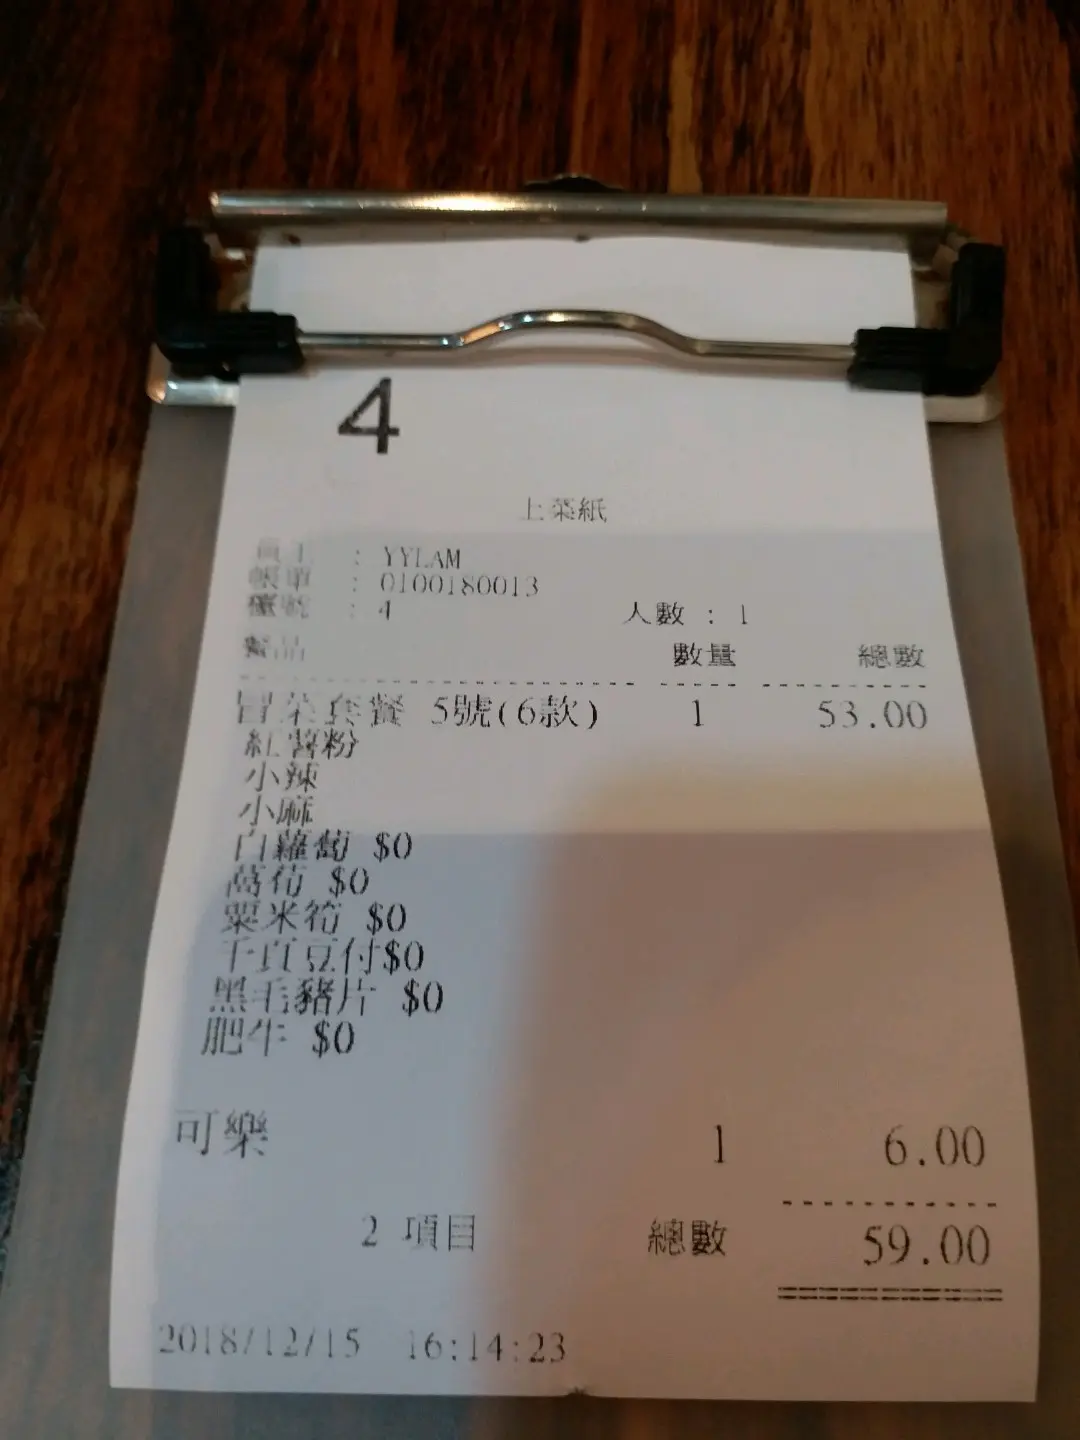 4
上菜紙
員工 : YYLAM
帳單 : 0100180013
檯號 : 4 人數 : 1
餐品 數量 總數
冒菜套餐 5號(6款) 1 53.00
紅薯粉
小辣
小麻
白蘿蔔 $0
萵筍 $0
粟米筍 $0
千頁豆付$0
黑毛豬片 $0
肥牛 $0
可樂 1 6.00
2 項目 總數 59.00
2018/12/15 16:14:23